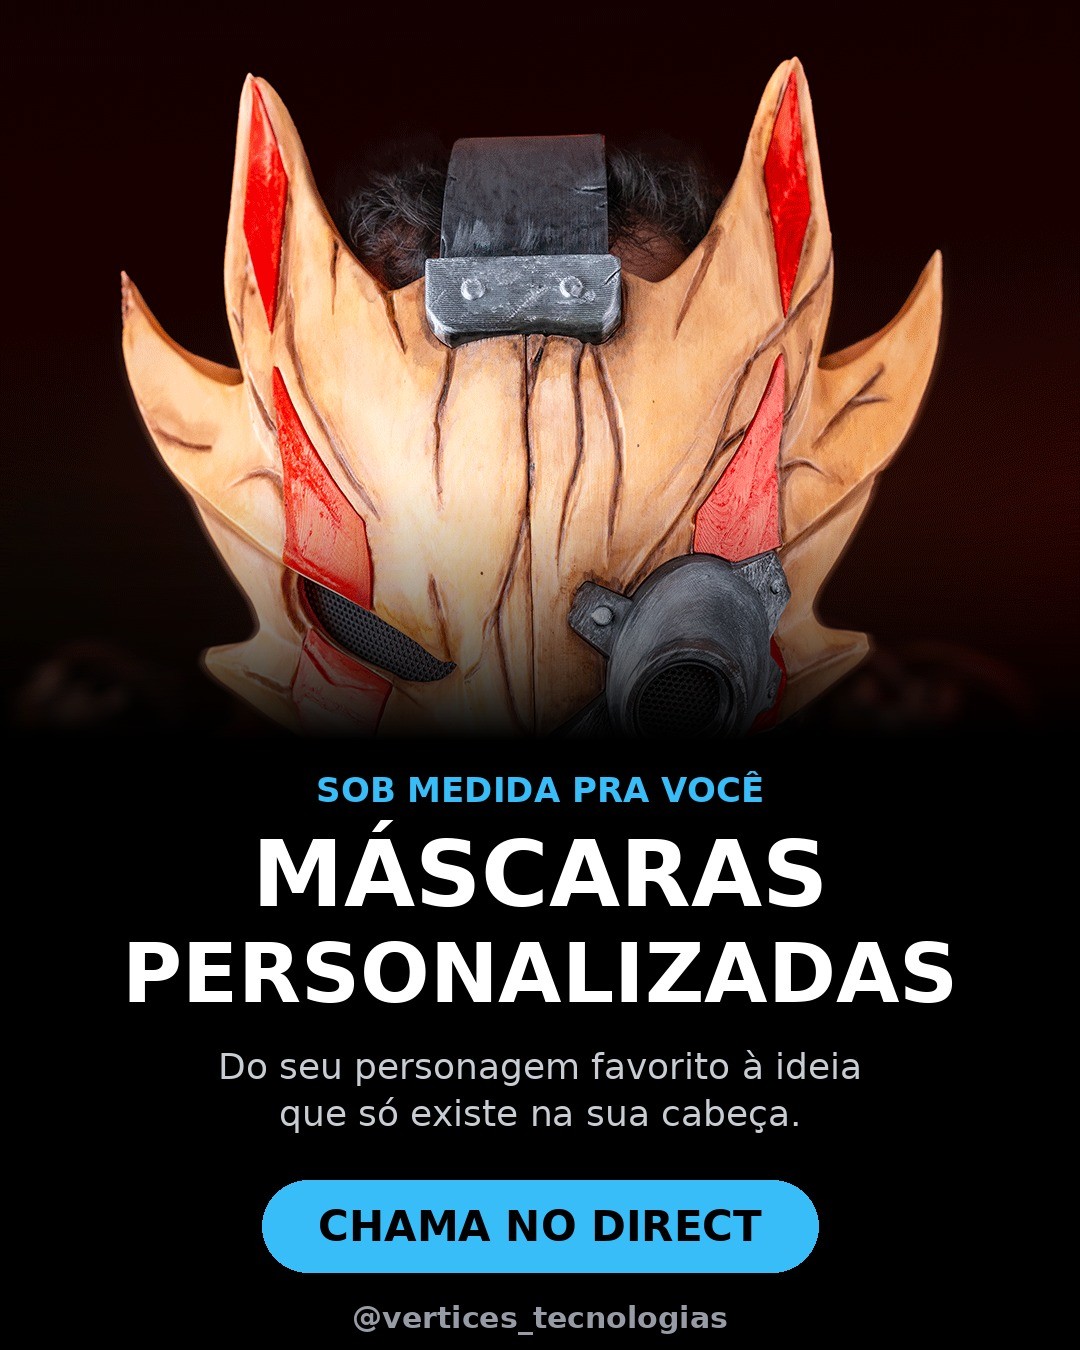 SOB MEDIDA PRA VOCÊ
MÁSCARAS
PERSONALIZADAS
Do seu personagem favorito à ideia
que só existe na sua cabeça.
CHAMA NO DIRECT
@vertices_tecnologias